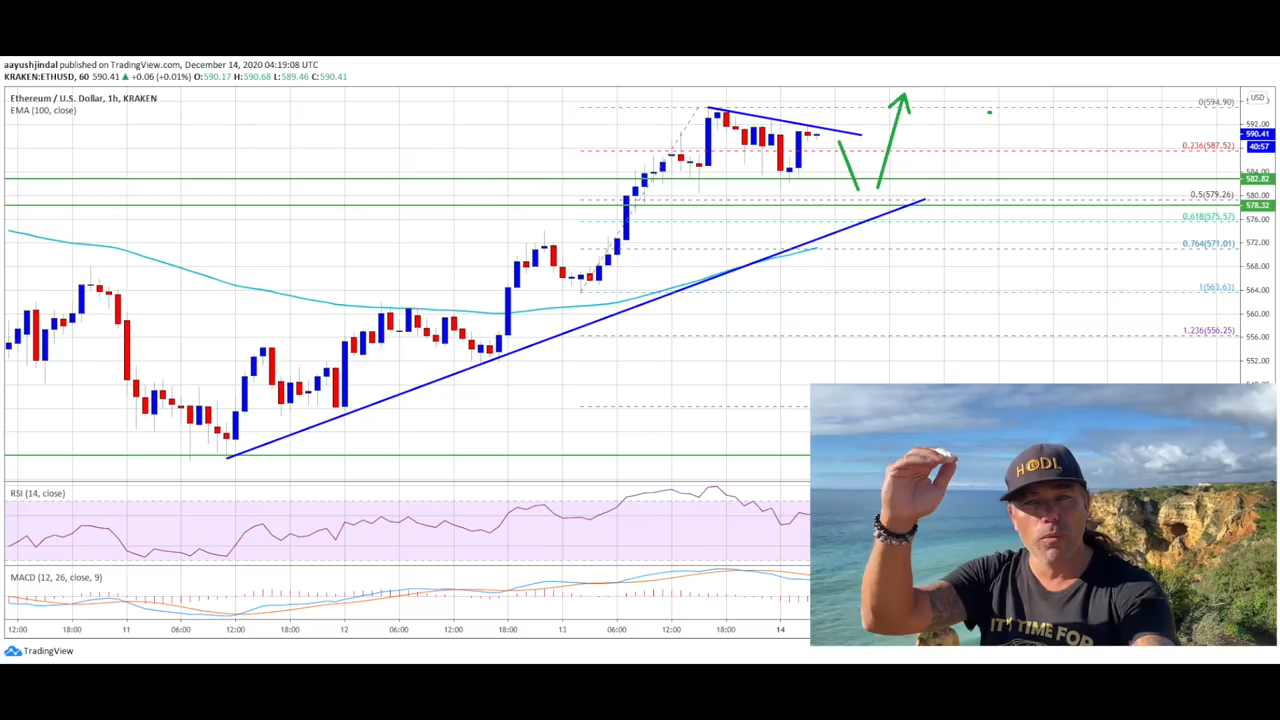 aayushjindal published on TradingView.com, December 14, 2020 04:19:08 UTC
KRAKEN:ETHUSD, 60 590.41 ▲ +0.06 (+0.01%) O:590.17 H:590.68 L:589.46 C:590.41
Ethereum / U.S. Dollar, 1h, KRAKEN
EMA (100, close)
USD
0(594.90)
592.00
590.41
40:57
0.236(587.52)
584.00
582.82
0.5(579.26)
580.00
578.32
0.618(575.57)
576.00
0.764(571.01)
572.00
568.00
1(563.63)
564.00
560.00
1.236(556.25)
556.00
552.00
HODL
IT'S TIME FOR
RSI (14, close)
MACD (12, 26, close, 9)
12:00 18:00 11 06:00 12:00 18:00 12 06:00 12:00 18:00 13 06:00 12:00 18:00 14
TradingView